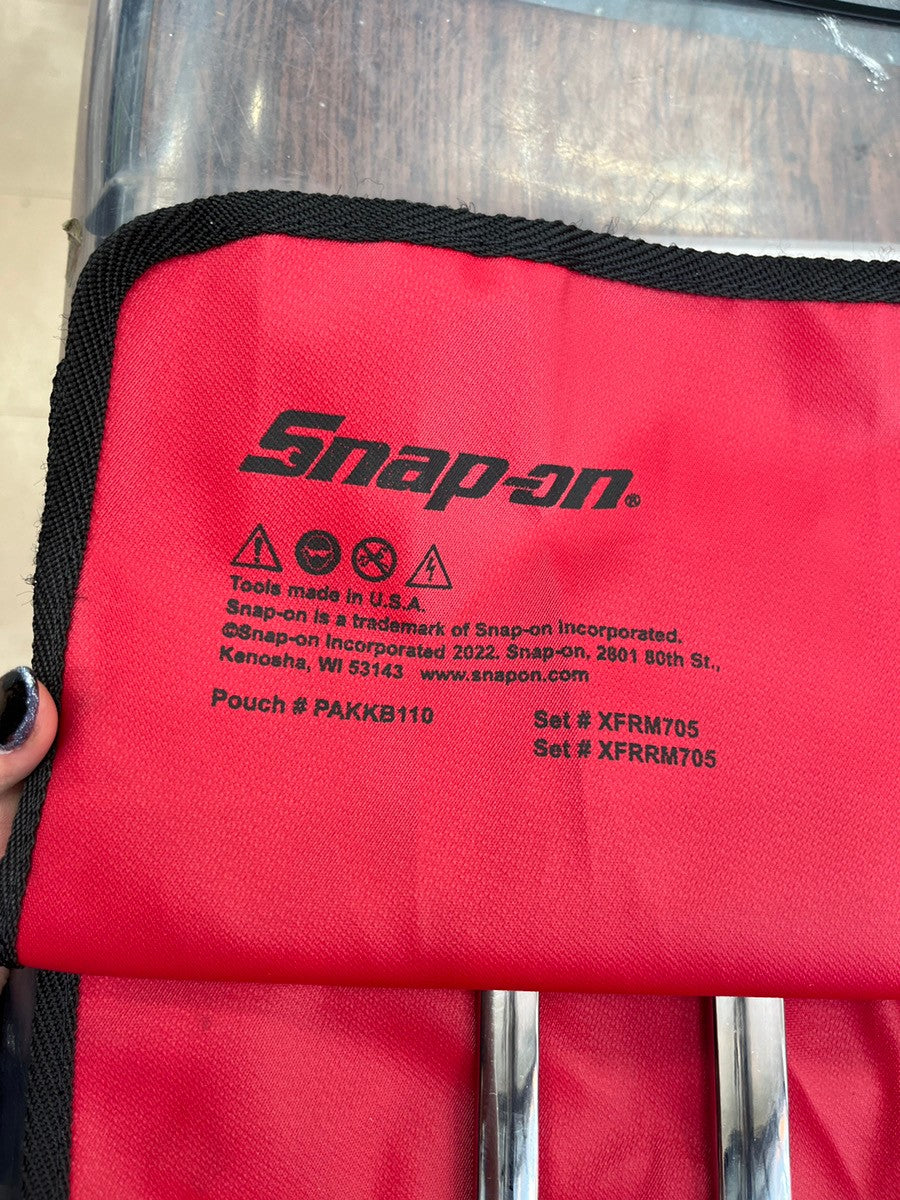 Snap-on®
Tools made in U.S.A.
Snap-on is a trademark of Snap-on Incorporated.
©Snap-on Incorporated 2022. Snap-on, 2801 80th St.,
Kenosha, WI 53143 www.snapon.com
Pouch # PAKKB110 Set # XFRM705
Set # XFRRM705